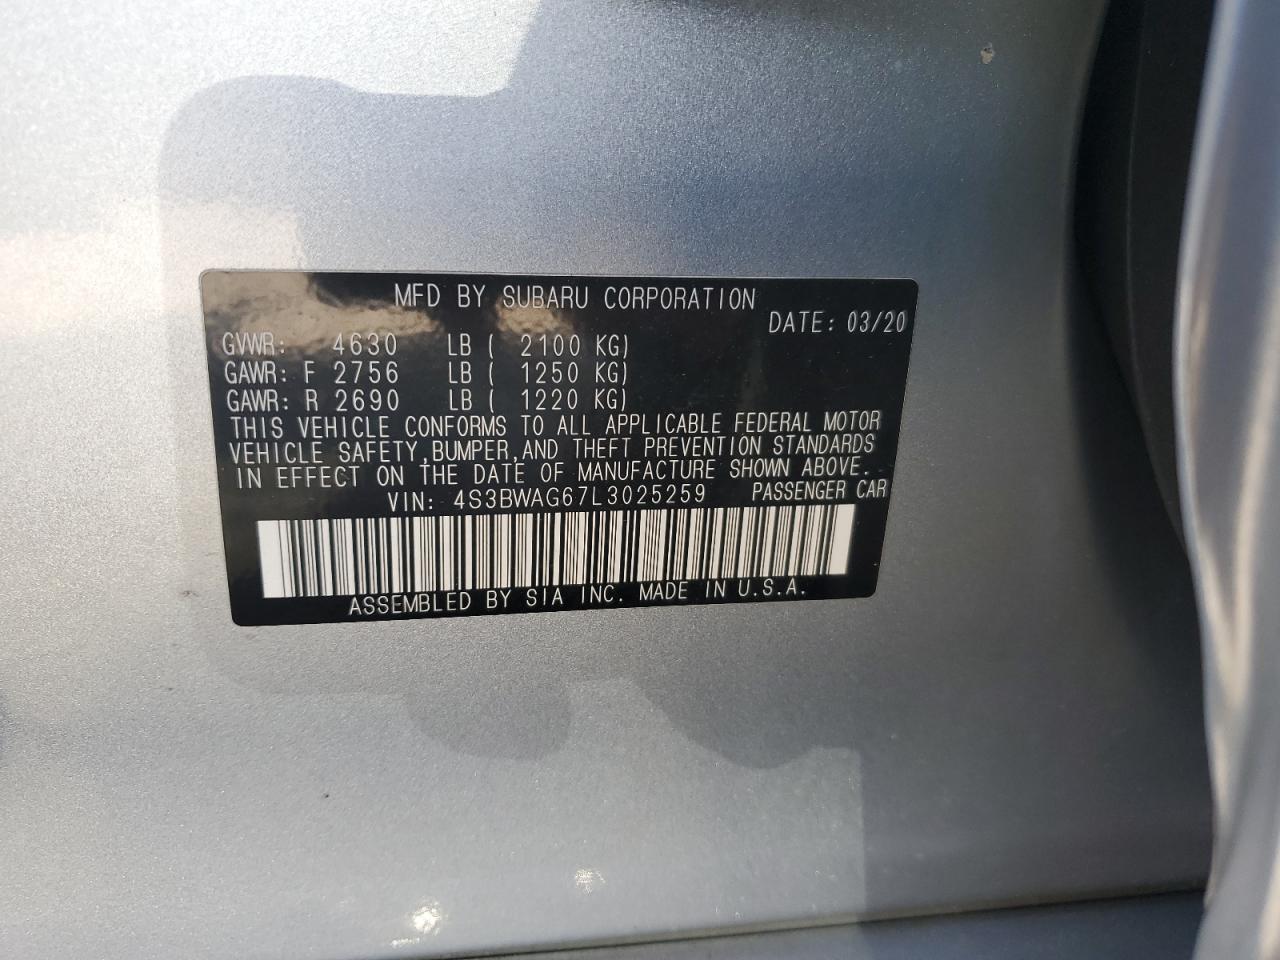 MFD BY SUBARU CORPORATION
DATE: 03/20
GVWR: 4630 LB ( 2100 KG)
GAWR: F 2756 LB ( 1250 KG)
GAWR: R 2690 LB ( 1220 KG)
THIS VEHICLE CONFORMS TO ALL APPLICABLE FEDERAL MOTOR
VEHICLE SAFETY,BUMPER,AND THEFT PREVENTION STANDARDS
IN EFFECT ON THE DATE OF MANUFACTURE SHOWN ABOVE.
VIN: 4S3BWAG67L3025259 PASSENGER CAR
ASSEMBLED BY SIA INC. MADE IN U.S.A.